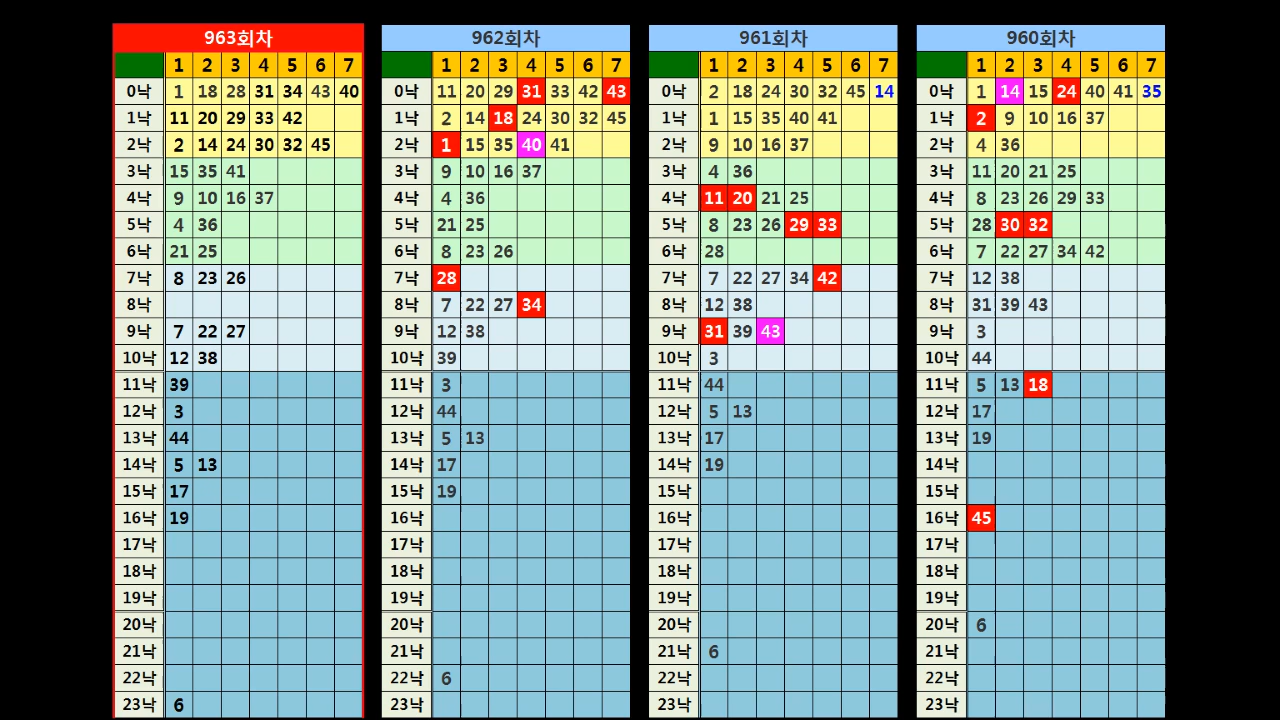 963회차 962회차 961회차 960회차
1 2 3 4 5 6 7 1 2 3 4 5 6 7 1 2 3 4 5 6 7 1 2 3 4 5 6 7
0낙 1 18 28 31 34 43 40 0낙 11 20 29 31 33 42 43 0낙 2 18 24 30 32 45 14 0낙 1 14 15 24 40 41 35
1낙 11 20 29 33 42 1낙 2 14 18 24 30 32 45 1낙 1 15 35 40 41 1낙 2 9 10 16 37
2낙 2 14 24 30 32 45 2낙 1 15 35 40 41 2낙 9 10 16 37 2낙 4 36
3낙 15 35 41 3낙 9 10 16 37 3낙 4 36 3낙 11 20 21 25
4낙 9 10 16 37 4낙 4 36 4낙 11 20 21 25 4낙 8 23 26 29 33
5낙 4 36 5낙 21 25 5낙 8 23 26 29 33 5낙 28 30 32
6낙 21 25 6낙 8 23 26 6낙 28 6낙 7 22 27 34 42
7낙 8 23 26 7낙 28 7낙 7 22 27 34 42 7낙 12 38
8낙 8낙 7 22 27 34 8낙 12 38 8낙 31 39 43
9낙 7 22 27 9낙 12 38 9낙 31 39 43 9낙 3
10낙 12 38 10낙 39 10낙 3 10낙 44
11낙 39 11낙 3 11낙 44 11낙 5 13 18
12낙 3 12낙 44 12낙 5 13 12낙 17
13낙 44 13낙 5 13 13낙 17 13낙 19
14낙 5 13 14낙 17 14낙 19 14낙
15낙 17 15낙 19 15낙 15낙
16낙 19 16낙 16낙 16낙 45
17낙 17낙 17낙 17낙
18낙 18낙 18낙 18낙
19낙 19낙 19낙 19낙
20낙 20낙 20낙 20낙 6
21낙 21낙 21낙 6 21낙
22낙 22낙 6 22낙 22낙
23낙 6 23낙 23낙 23낙